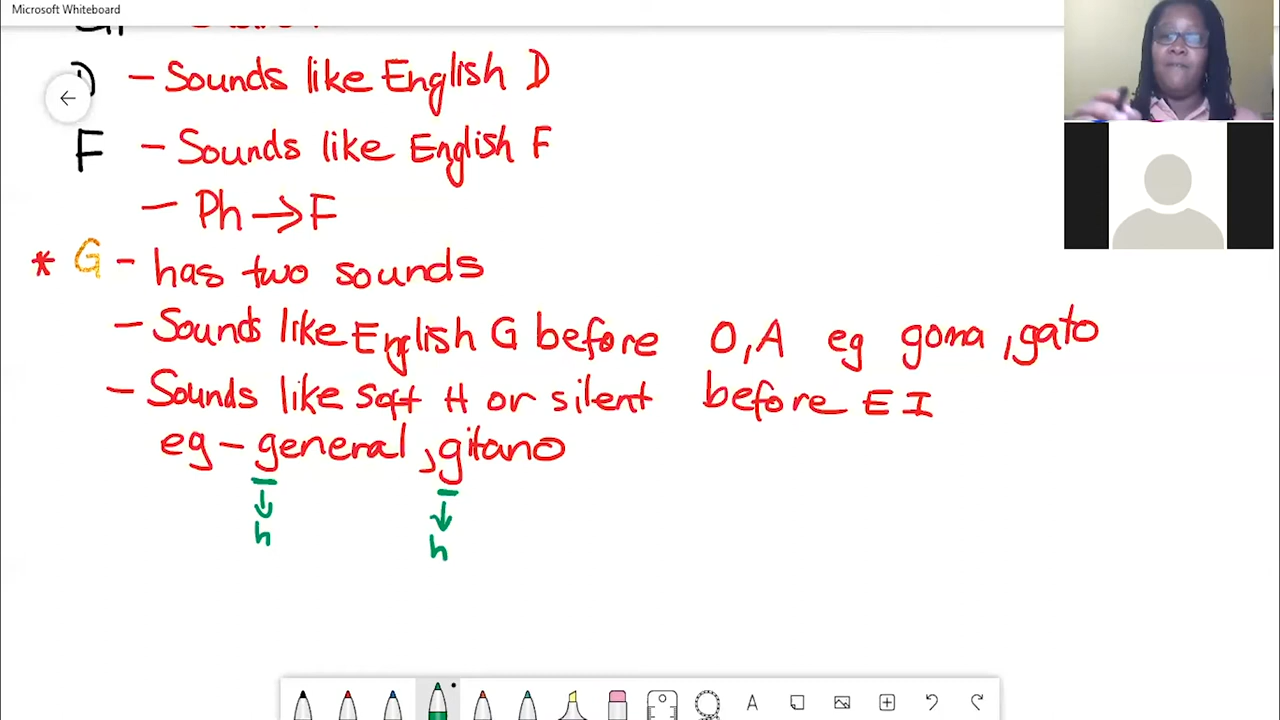 Microsoft Whiteboard
D - Sounds like English D
F - Sounds like English F
- Ph → F
* G - has two sounds
- Sounds like English G before O, A eg goma, gato
- Sounds like Soft H or silent before E I
eg - general, gitano
h h
A